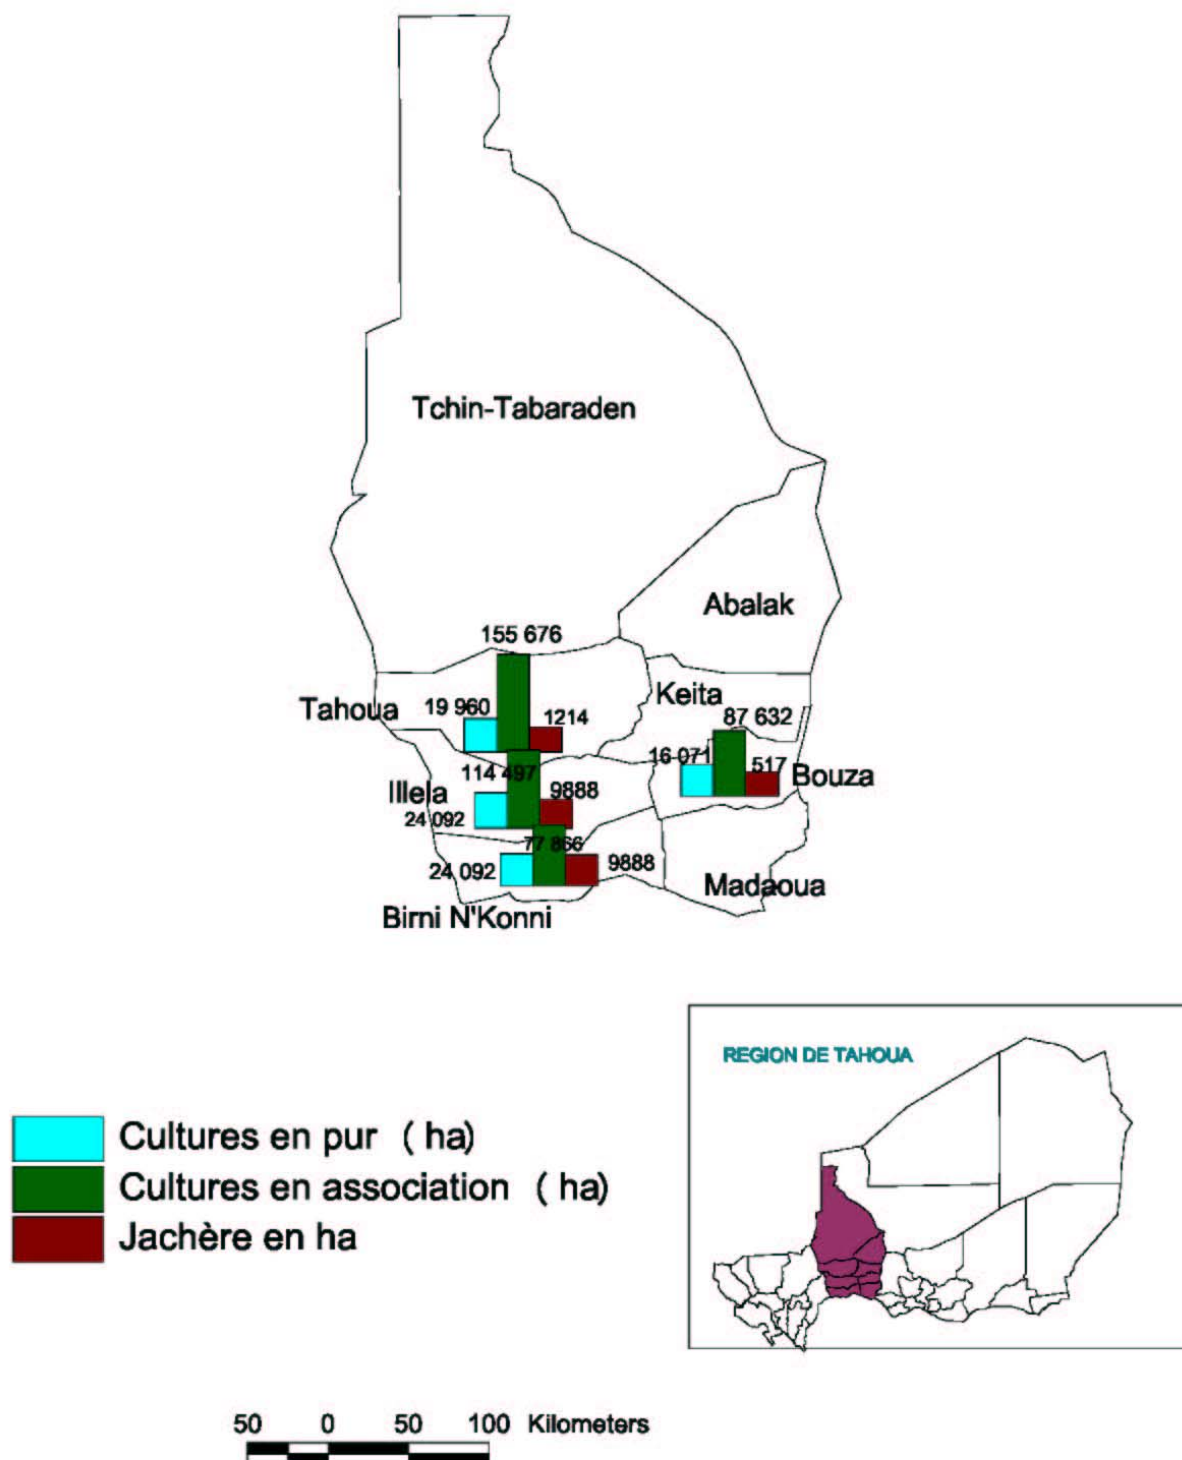 Tchin-Tabaraden
Abalak
155 676
Keita
Tahoua
19 960
1214
87 632
16 071
517
Bouza
114 497
Illela
9888
24 092
77 866
24 092
9888
Madaoua
Birni N'Konni
REGION DE TAHOUA
Cultures en pur ( ha)
Cultures en association ( ha)
Jachère en ha
50 0 50 100 Kilometers